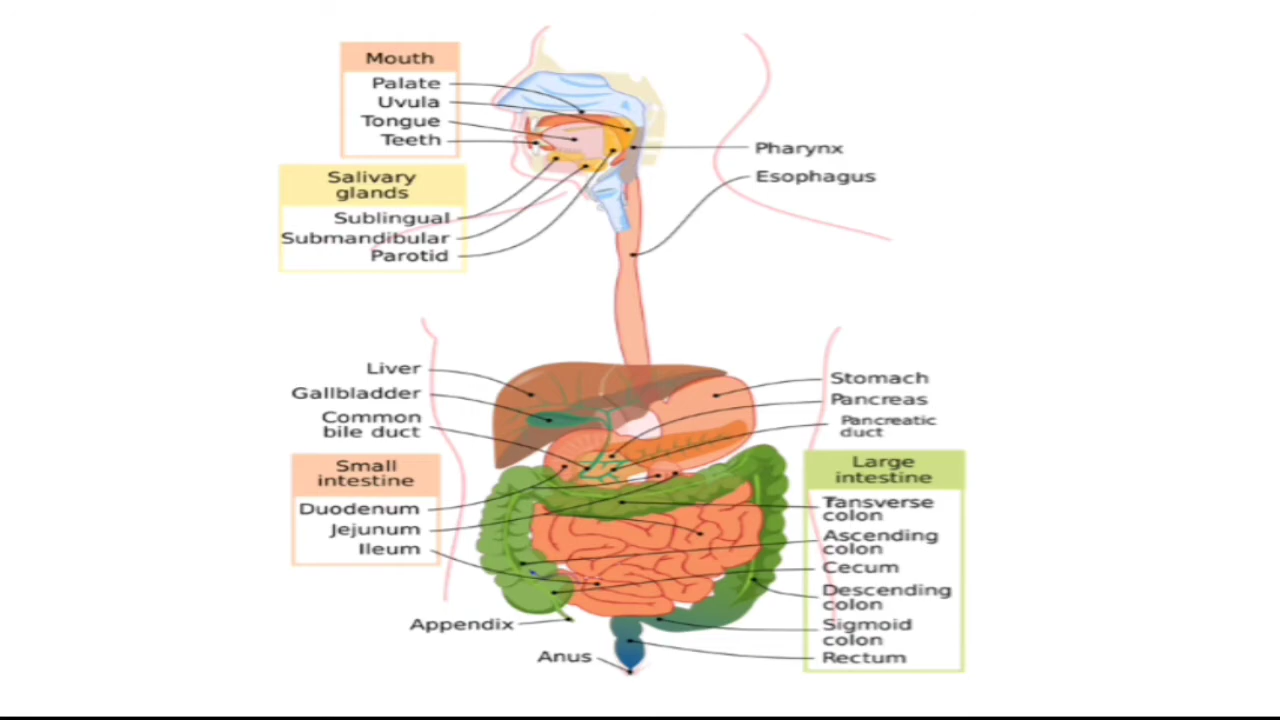 Mouth
Palate
Uvula
Tongue
Teeth
Salivary
glands
Sublingual
Submandibular
Parotid
Pharynx
Esophagus
Liver
Gallbladder
Common
bile duct
Small
intestine
Duodenum
Jejunum
Ileum
Appendix
Anus
Stomach
Pancreas
Pancreatic
duct
Large
intestine
Tansverse
colon
Ascending
colon
Cecum
Descending
colon
Sigmoid
colon
Rectum